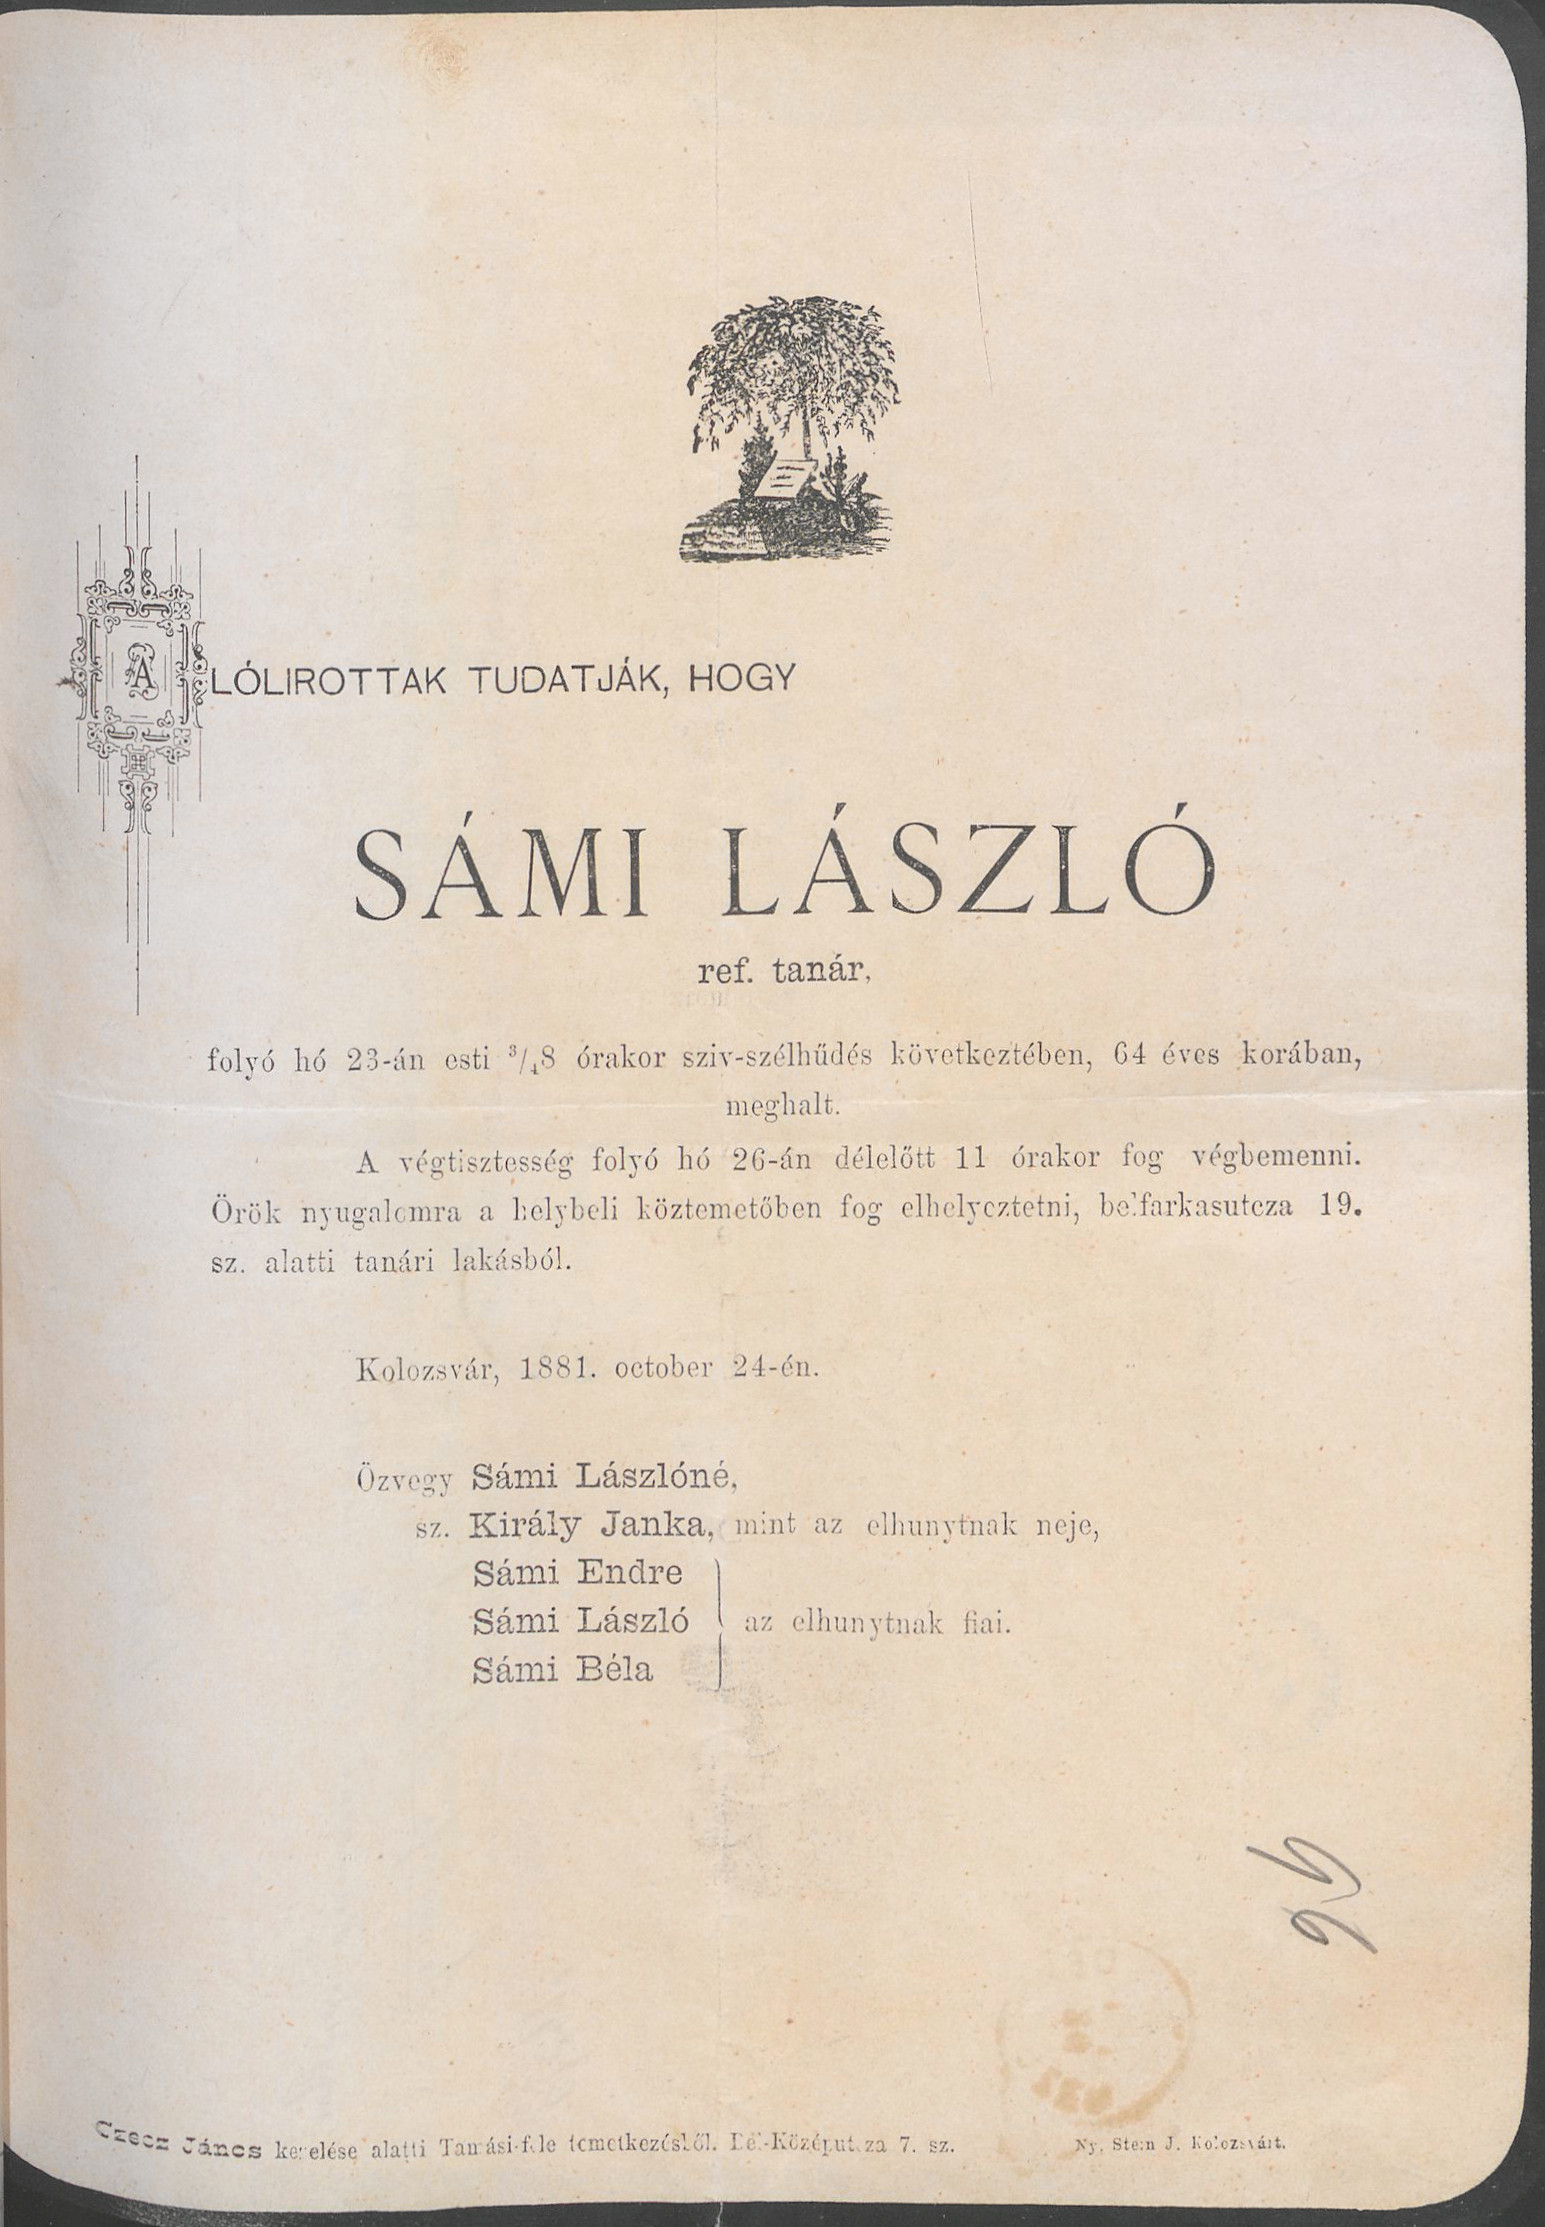 ALÓLIROTTAK TUDATJÁK, HOGY
SÁMI LÁSZLÓ
ref. tanár,
folyó hó 23-án esti 3/48 órakor sziv-szélhűdés következtében, 64 éves korában,
meghalt.
A végtisztesség folyó hó 26-án délelőtt 11 órakor fog végbemenni.
Örök nyugalomra a helybeli köztemetőben fog elhelyeztetni, belfarkasutcza 19.
sz. alatti tanári lakásból.
Kolozsvár, 1881. october 24-én.
Özvegy Sámi Lászlóné,
sz. Király Janka, mint az elhunytnak neje,
Sámi Endre
Sámi László az elhunytnak fiai.
Sámi Béla
Czecz János kezelése alatti Tamási-féle temetkezésből. Bel-Középutcza 7. sz.
Ny. Stein J. Kolozsvárt.